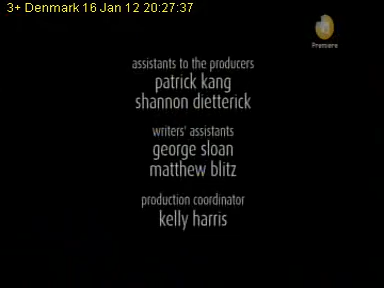 3+ Denmark 16 Jan 12 20:27:37
Premiere
assistants to the producers
patrick kang
shannon dietterick
writers' assistants
george sloan
matthew blitz
production coordinator
kelly harris